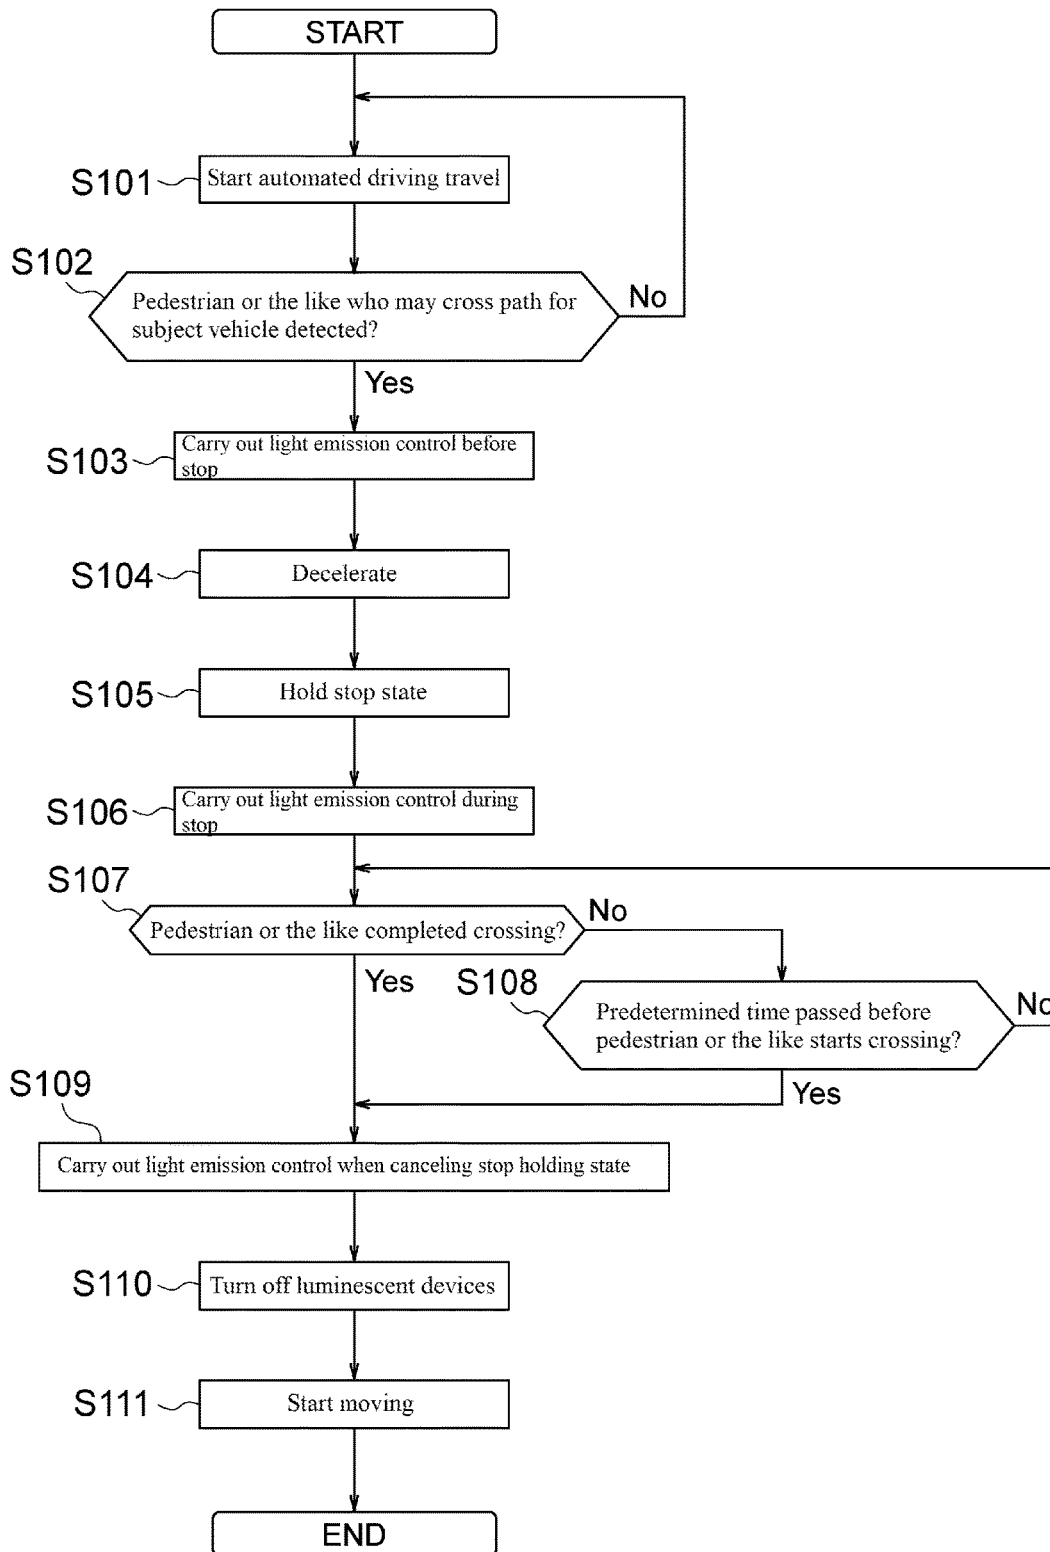 START
S101
Start automated driving travel
S102
Pedestrian or the like who may cross path for
subject vehicle detected?
No
Yes
S103
Carry out light emission control before
stop
S104
Decelerate
S105
Hold stop state
S106
Carry out light emission control during
stop
S107
Pedestrian or the like completed crossing?
No
Yes
S108
Predetermined time passed before
pedestrian or the like starts crossing?
No
Yes
S109
Carry out light emission control when canceling stop holding state
S110
Turn off luminescent devices
S111
Start moving
END